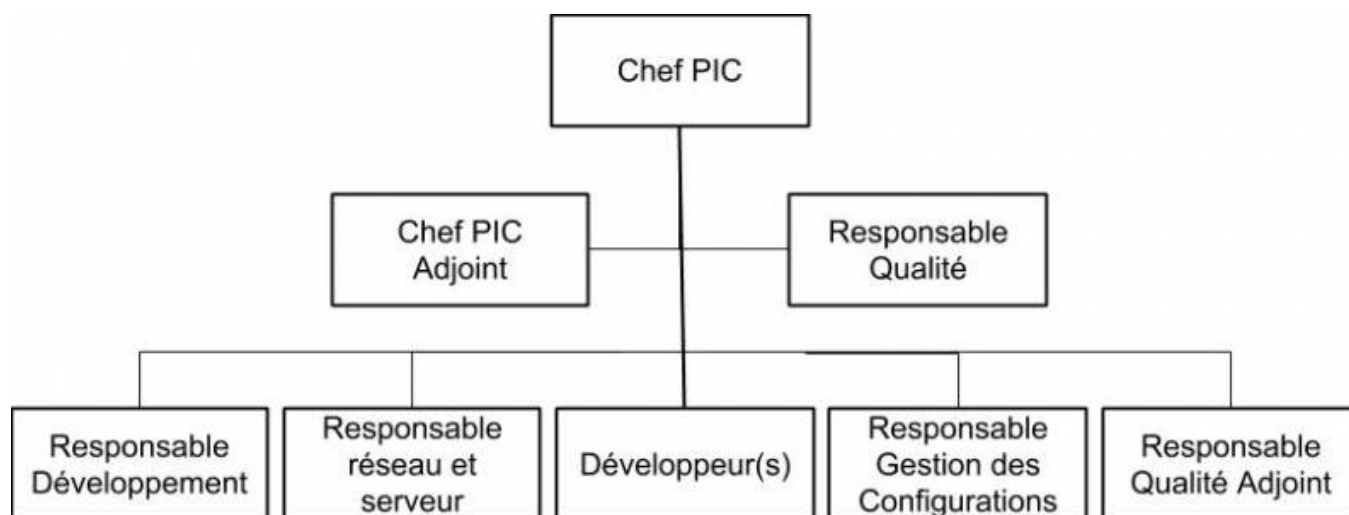 Chef PIC
Chef PIC
Adjoint
Responsable
Qualité
Responsable
Développement
Responsable
réseau et
serveur
Développeur(s)
Responsable
Gestion des
Configurations
Responsable
Qualité Adjoint